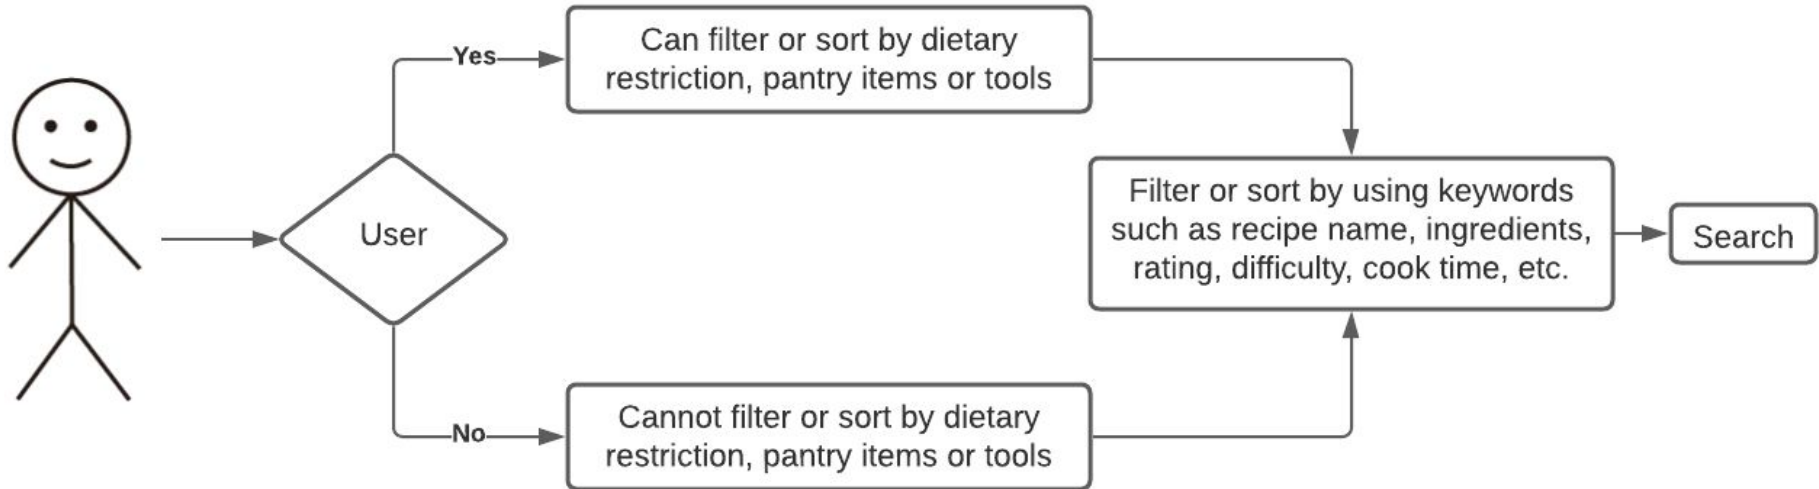 Yes
Can filter or sort by dietary
restriction, pantry items or tools
User
Filter or sort by using keywords
such as recipe name, ingredients,
rating, difficulty, cook time, etc.
Search
No
Cannot filter or sort by dietary
restriction, pantry items or tools